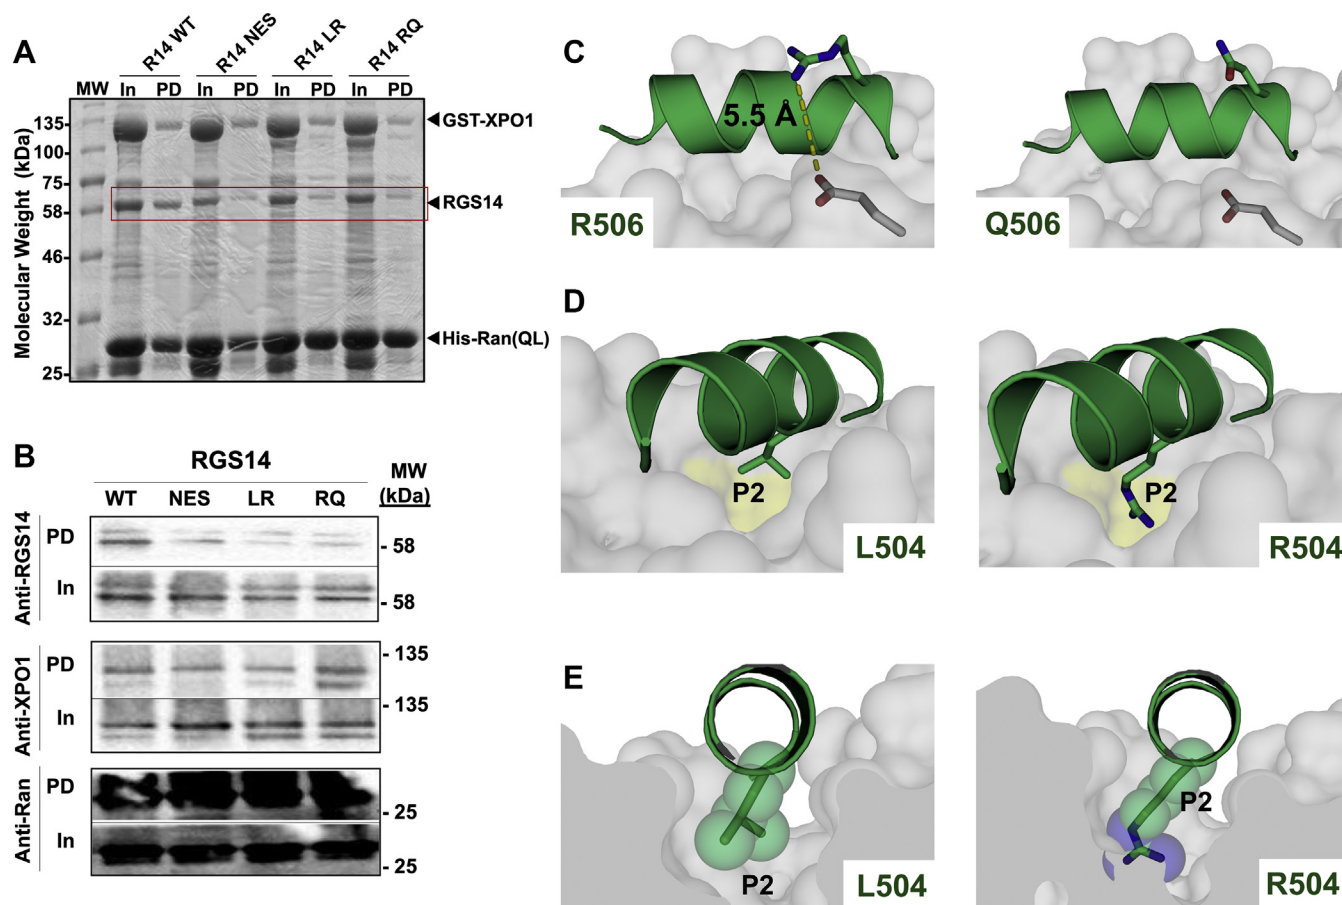 A
R14 WT
R14 NES
R14 LR
R14 RQ
MW
In
PD
In
PD
In
PD
In
PD
Molecular Weight (kDa)
135-
100-
75-
58-
46-
32-
25-
GST-XPO1
RGS14
His-Ran(QL)
B
RGS14
MW
(kDa)
WT
NES
LR
RQ
Anti-RGS14
PD
- 58
In
- 58
Anti-XPO1
PD
- 135
In
- 135
Anti-Ran
PD
- 25
In
- 25
C
5.5 Å
R506
Q506
D
P2
L504
P2
R504
E
P2
L504
P2
R504